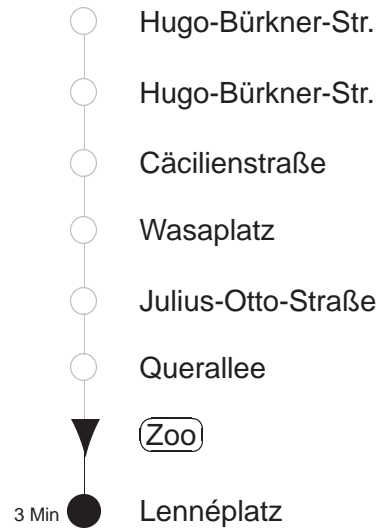 Hugo-Bürkner-Str.
Hugo-Bürkner-Str.
Cäcilienstraße
Wasaplatz
Julius-Otto-Straße
Querallee
Zoo
3 Min Lennéplatz